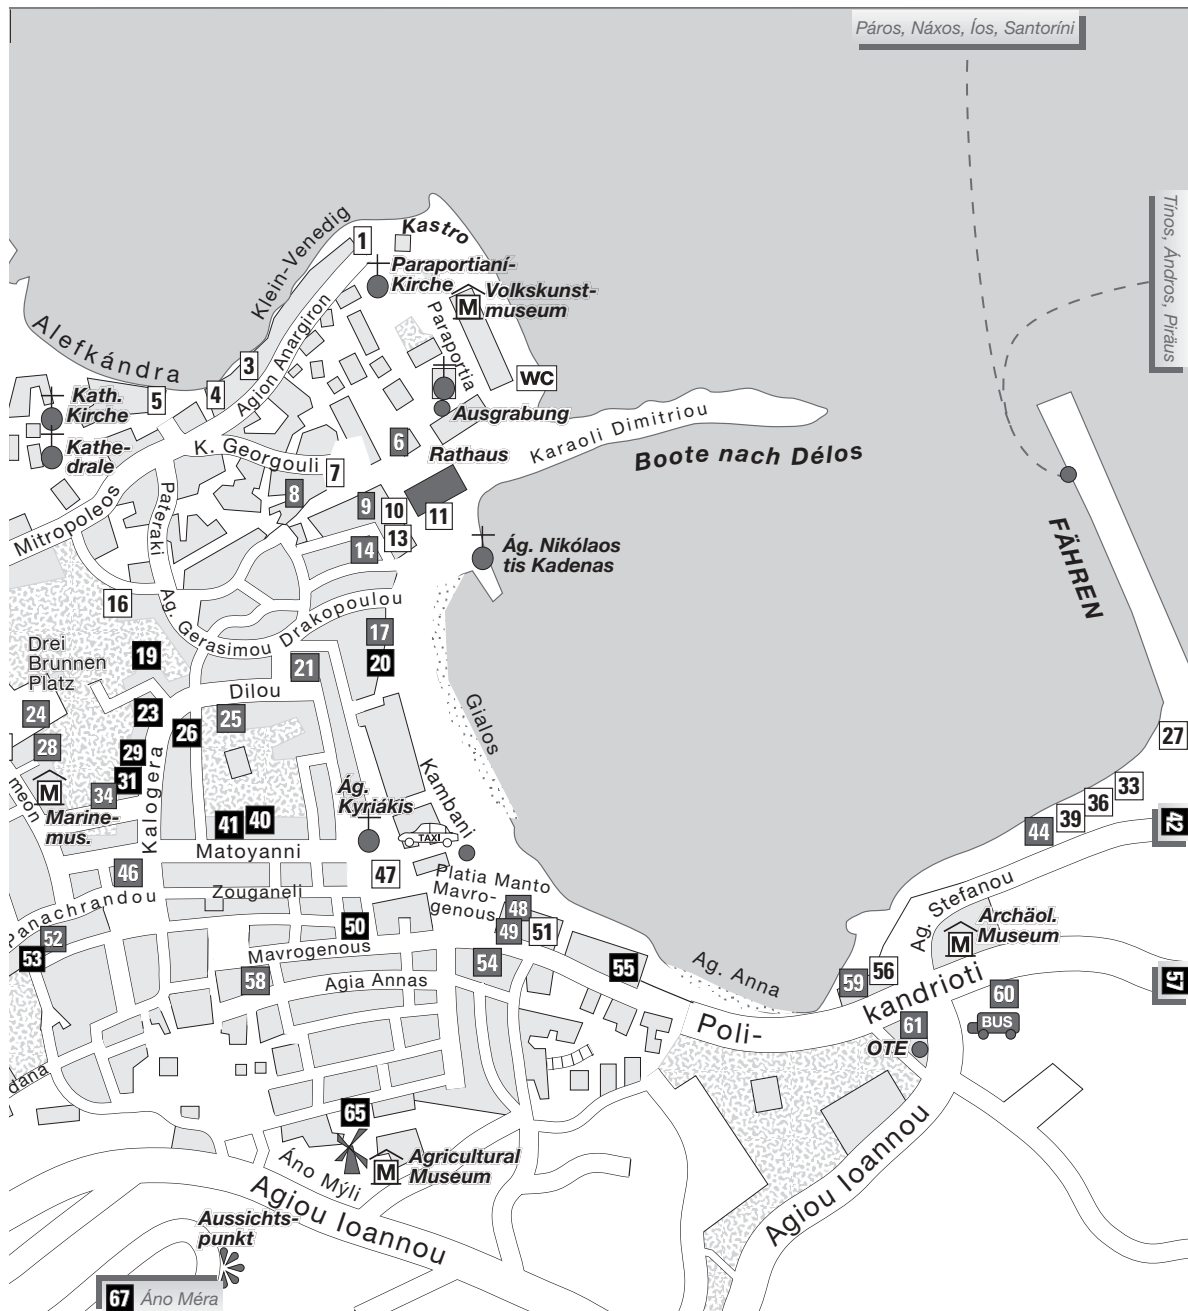 Páros, Náxos, Íos, Santoríni
Tínos, Ándros, Piräus
Klein-Venedig
1
Kastro
Paraportianí-
Kirche
M
Volkskunst-
museum
Alefkándra
Agion Anargiron
Paraportia
3
4
5
WC
Kath.
Kirche
Ausgrabung
Karaoli Dimitriou
Kathe-
drale
K. Georgouli
6
Rathaus
Boote nach Délos
7
8
9
10
11
Mitropoleos
Pateraki
13
14
Ág. Nikólaos
tis Kadenas
FÄHREN
16
Ag. Gerasimou
Drakopoulou
17
Drei
Brunnen
Platz
19
20
21
Dilou
23
24
25
26
Gialos
27
28
29
31
33
34
36
39
M
Marine-
mus.
meon
Kalogera
Ág.
Kyriákis
Kambani
TAXI
40
41
42
44
Matoyanni
46
47
Platia Manto
Mavro-
genous
Zouganeli
Panachrandou
48
49
50
51
52
53
Mavrogenous
54
55
Ag. Anna
Ag. Stefanou
M
Archäol.
Museum
56
57
58
Agia Annas
59
60
Poli-
kandrioti
61
BUS
OTE
dana
65
Áno Mýli
M
Agricultural
Museum
Agiou Ioannou
Agiou Ioannou
Aussichts-
punkt
67 Áno Méra